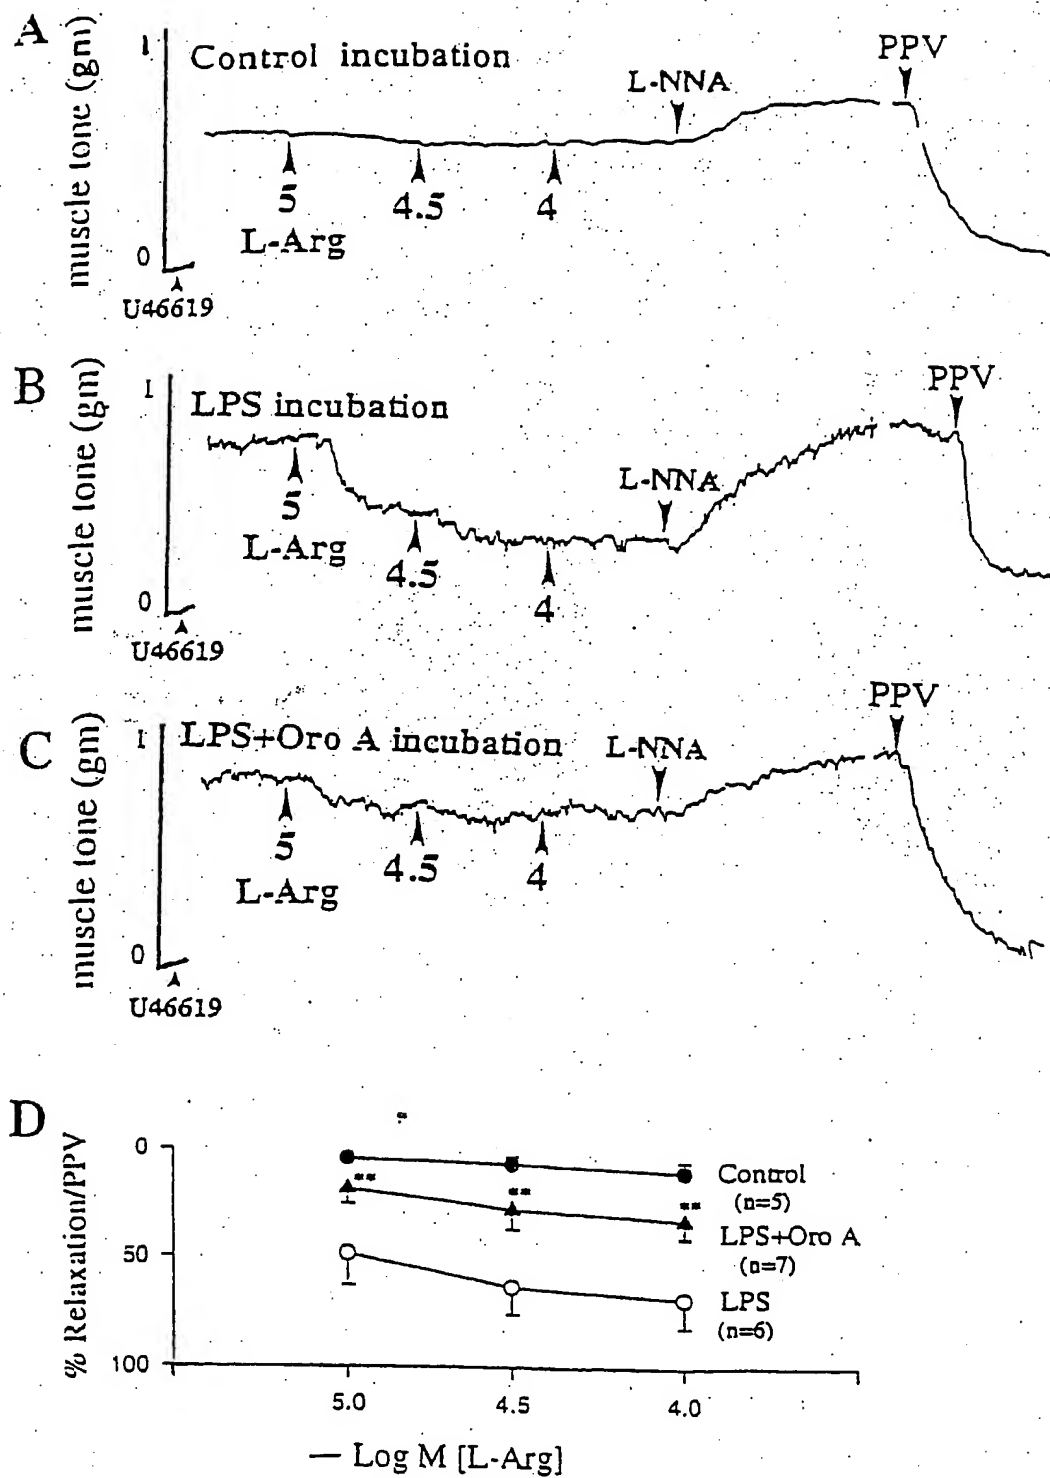 A
muscle tone (gm)
1
0
Control incubation
L-NNA
PPV
5
4.5
4
L-Arg
U46619
B
muscle tone (gm)
1
0
LPS incubation
L-NNA
PPV
5
4.5
4
L-Arg
U46619
C
muscle tone (gm)
1
0
LPS+Oro A incubation
L-NNA
PPV
5
4.5
4
L-Arg
U46619
D
% Relaxation/PPV
0
50
100
**
**
**
Control
(n=5)
LPS+Oro A
(n=7)
LPS
(n=6)
5.0
4.5
4.0
— Log M [L-Arg]